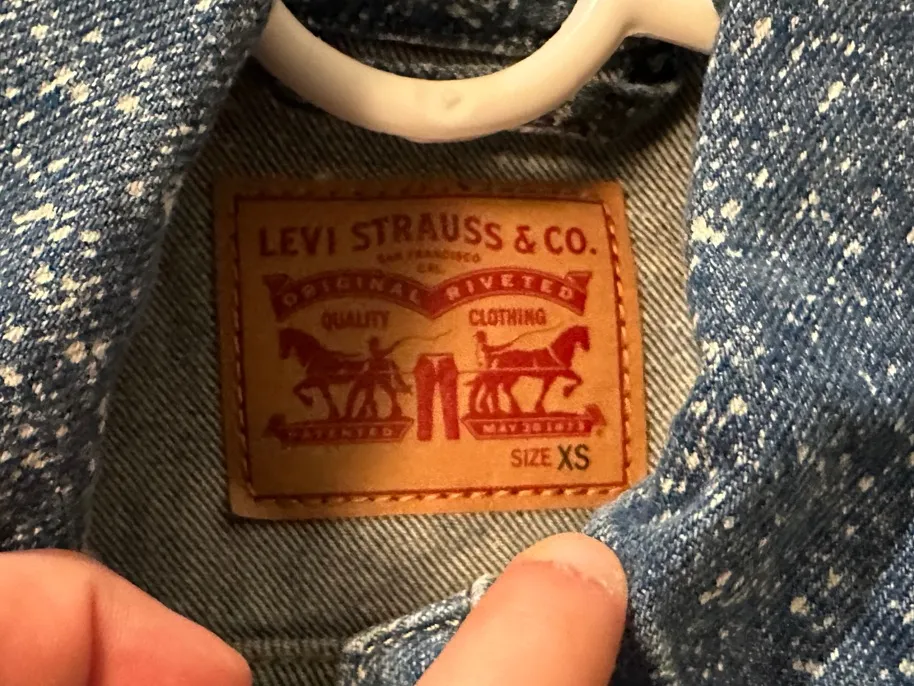 LEVI STRAUSS & CO.
SAN FRANCISCO
CAL.
ORIGINAL RIVETED
QUALITY CLOTHING
PATENTED MAY 20 1873
SIZE XS